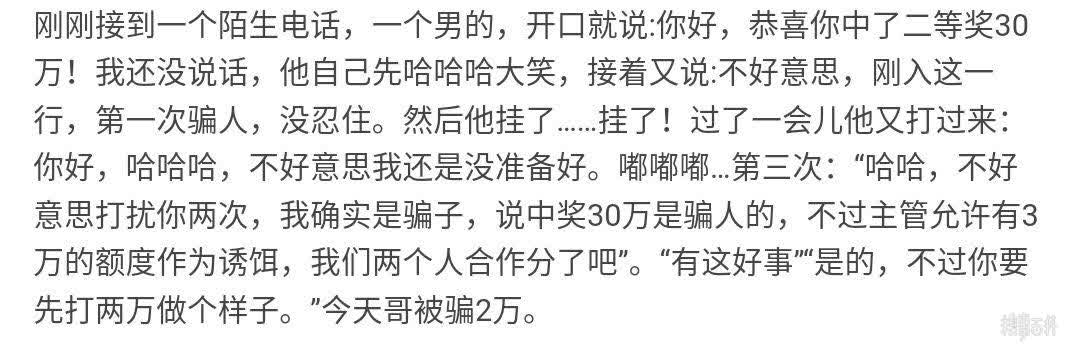 刚刚接到一个陌生电话，一个男的，开口就说:你好，恭喜你中了二等奖30
万！我还没说话，他自己先哈哈哈大笑，接着又说:不好意思，刚入这一
行，第一次骗人，没忍住。然后他挂了……挂了！过了一会儿他又打过来：
你好，哈哈哈，不好意思我还是没准备好。嘟嘟嘟…第三次：“哈哈，不好
意思打扰你两次，我确实是骗子，说中奖30万是骗人的，不过主管允许有3
万的额度作为诱饵，我们两个人合作分了吧”。“有这好事”“是的，不过你要
先打两万做个样子。”今天哥被骗2万。